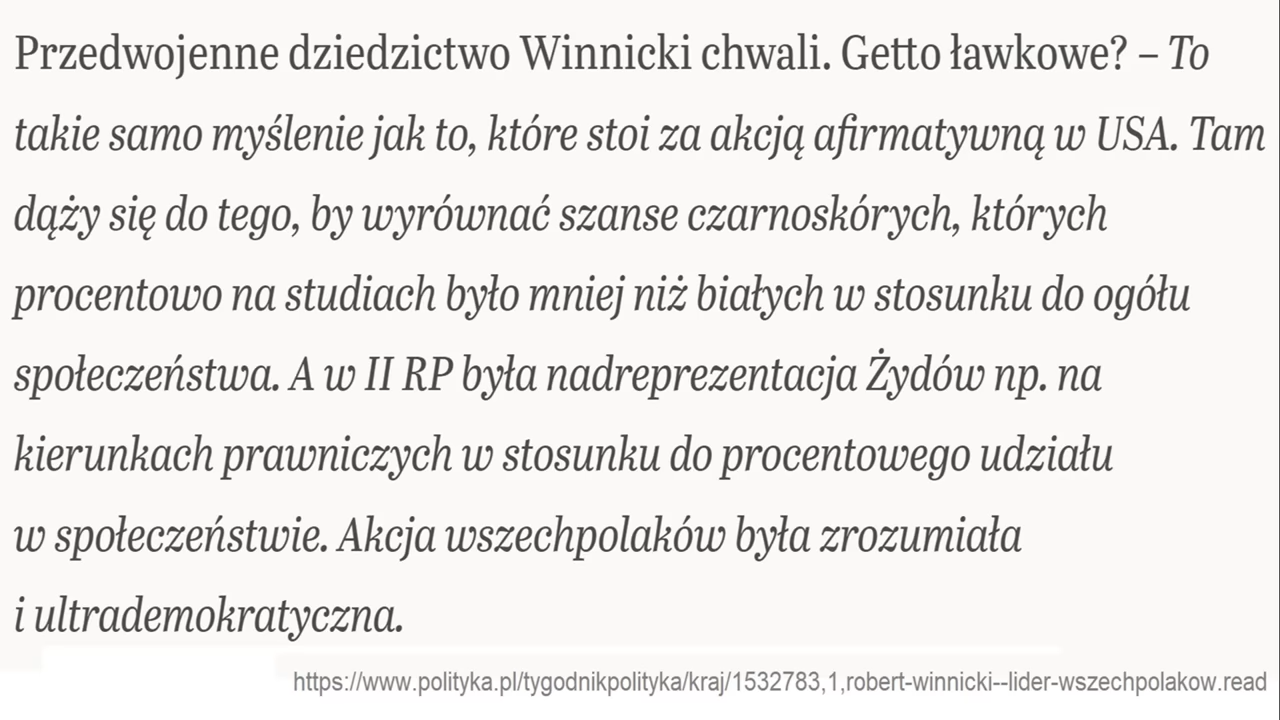 Przedwojenne dziedzictwo Winnicki chwali. Getto ławkowe? – To
takie samo myślenie jak to, które stoi za akcją afirmatywną w USA. Tam
dąży się do tego, by wyrównać szanse czarnoskórych, których
procentowo na studiach było mniej niż białych w stosunku do ogółu
społeczeństwa. A w II RP była nadreprezentacja Żydów np. na
kierunkach prawniczych w stosunku do procentowego udziału
w społeczeństwie. Akcja wszechpolaków była zrozumiała
i ultrademokratyczna.
https://www.polityka.pl/tygodnikpolityka/kraj/1532783,1,robert-winnicki--lider-wszechpolakow.read